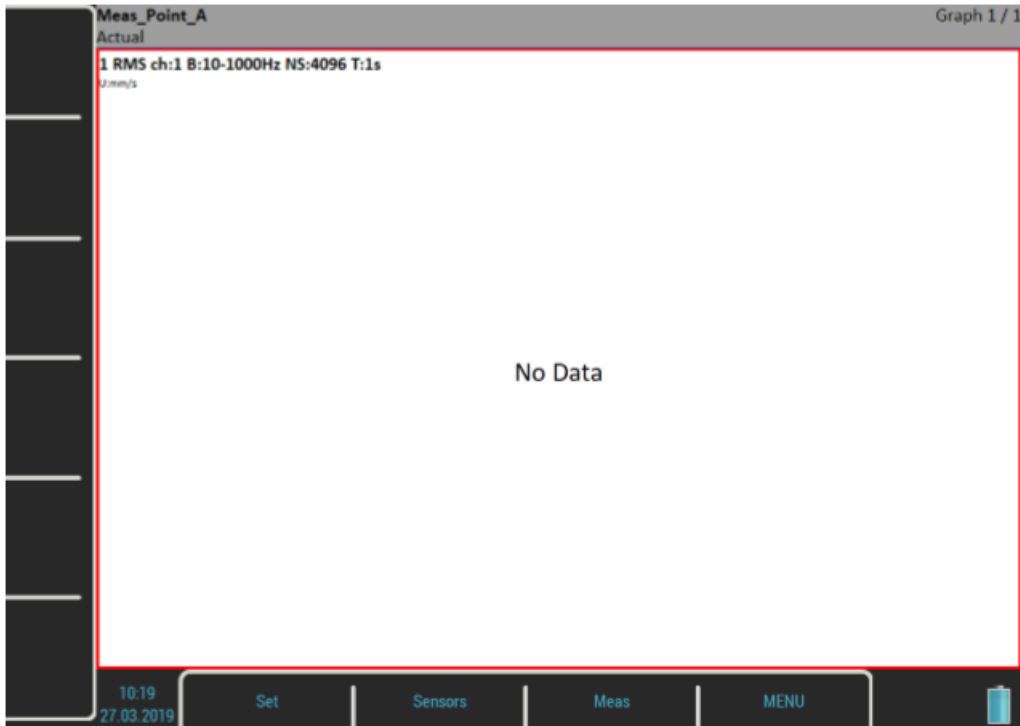 Meas_Point_A
Graph 1 / 1
Actual
1 RMS ch:1 B:10-1000Hz NS:4096 T:1s
U:mm/s
No Data
10:19
27.03.2019
Set
Sensors
Meas
MENU